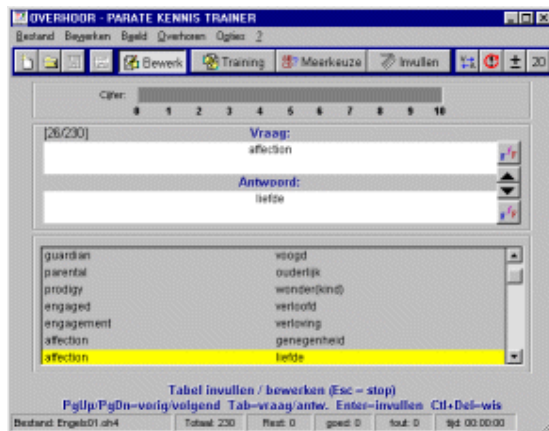 OVERHOOR - PARATE KENNIS TRAINER
Bestand Bewerken Beeld Overhoren Opties ?
Bewerk Training Meerkeuze Invullen ± 20
Cijfer:
0 1 2 3 4 5 6 7 8 9 10
[26/230] Vraag:
affection
Antwoord:
liefde
guardian voogd
parental ouderlijk
prodigy wonder(kind)
engaged verloofd
engagement verloving
affection genegenheid
affection liefde
Tabel invullen / bewerken (Esc = stop)
PgUp/PgDn=vorig/volgend Tab=vraag/antw. Enter=invullen Ctl+Del=wis
Bestand: Engels01.oh4 Totaal: 230 Rest: 0 goed: 0 fout: 0 tijd: 00:00:00